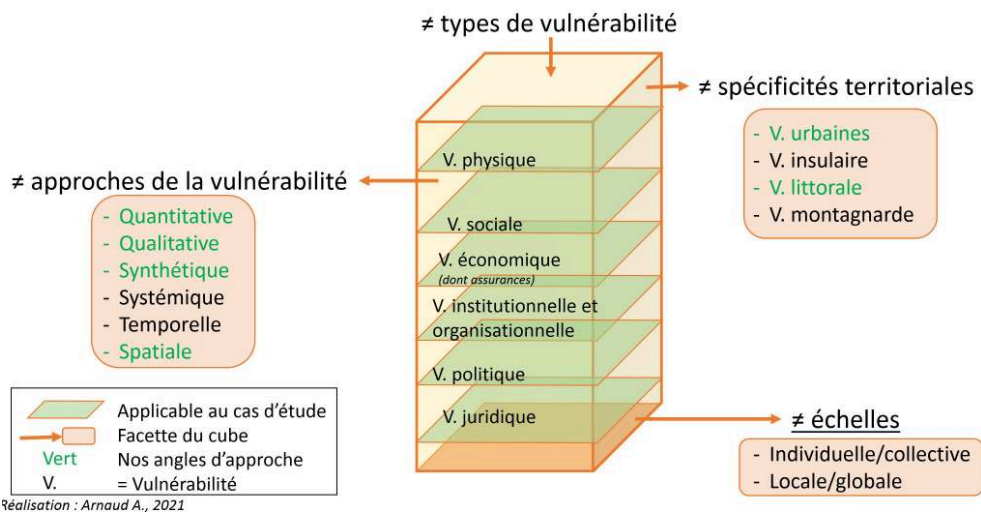 ≠ types de vulnérabilité
≠ spécificités territoriales
- V. urbaines
- V. insulaire
- V. littorale
- V. montagnarde
≠ approches de la vulnérabilité
- Quantitative
- Qualitative
- Synthétique
- Systémique
- Temporelle
- Spatiale
V. physique
V. sociale
V. économique
(dont assurances)
V. institutionnelle et
organisationnelle
V. politique
V. juridique
≠ échelles
- Individuelle/collective
- Locale/globale
Applicable au cas d'étude
Facette du cube
Vert Nos angles d'approche
V. = Vulnérabilité
Réalisation : Arnaud A., 2021